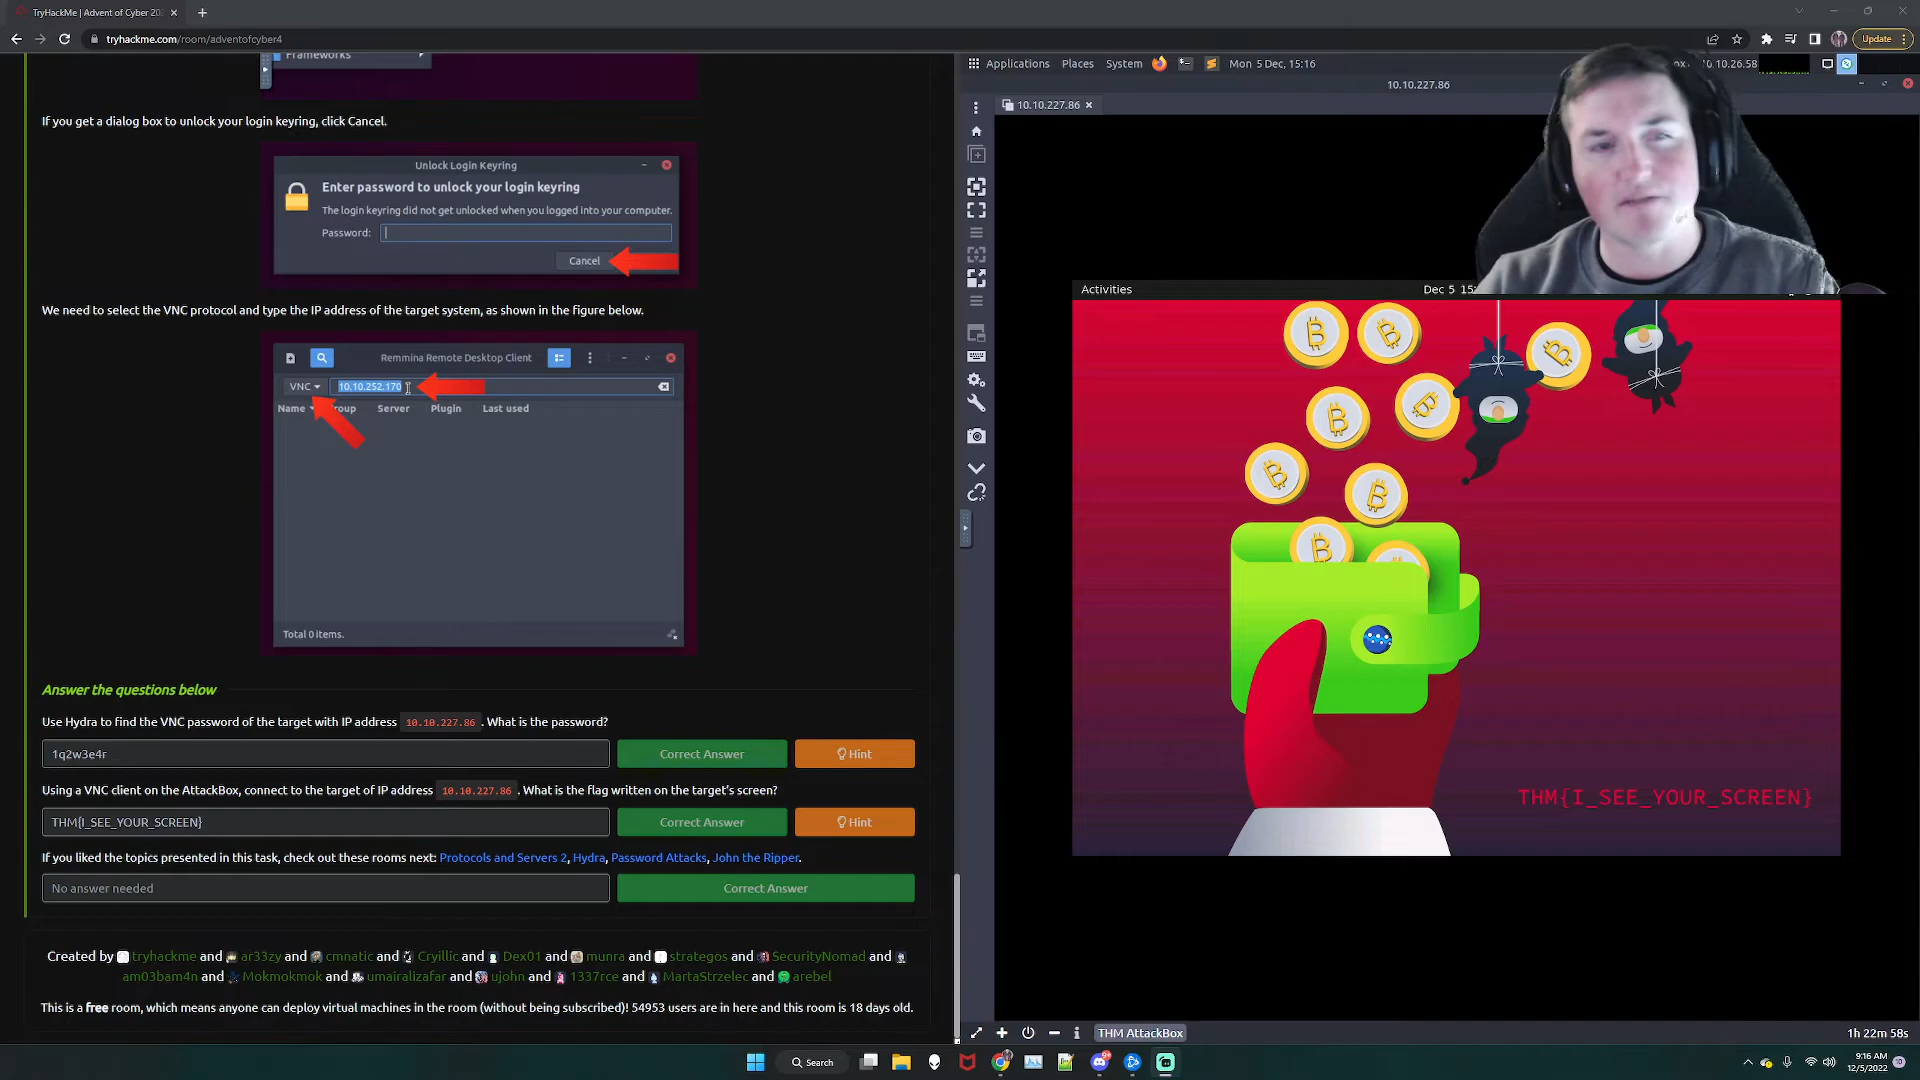 TryHackMe | Advent of Cyber 202
tryhackme.com/room/adventofcyber4
Update
Frameworks
If you get a dialog box to unlock your login keyring, click Cancel.
Unlock Login Keyring
Enter password to unlock your login keyring
The login keyring did not get unlocked when you logged into your computer.
Password:
Cancel
We need to select the VNC protocol and type the IP address of the target system, as shown in the figure below.
Remmina Remote Desktop Client
VNC 10.10.252.170
Name Group Server Plugin Last used
Total 0 items.
Answer the questions below
Use Hydra to find the VNC password of the target with IP address 10.10.227.86 . What is the password?
1q2w3e4r
Correct Answer
Hint
Using a VNC client on the AttackBox, connect to the target of IP address 10.10.227.86 . What is the flag written on the target's screen?
THM{I_SEE_YOUR_SCREEN}
Correct Answer
Hint
If you liked the topics presented in this task, check out these rooms next: Protocols and Servers 2, Hydra, Password Attacks, John the Ripper.
No answer needed
Correct Answer
Created by tryhackme and ar33zy and cmnatic and Cryillic and Dex01 and munra and strategos and SecurityNomad and
am03bam4n and Mokmokmok and umairalizafar and ujohn and 1337rce and MartaStrzelec and arebel
This is a free room, which means anyone can deploy virtual machines in the room (without being subscribed)! 54953 users are in here and this room is 18 days old.
Applications Places System Mon 5 Dec, 15:16
10.10.26.58
10.10.227.86
10.10.227.86
Activities
Dec 5 15:
THM{I_SEE_YOUR_SCREEN}
THM AttackBox
1h 22m 58s
Search
9:16 AM
12/5/2022